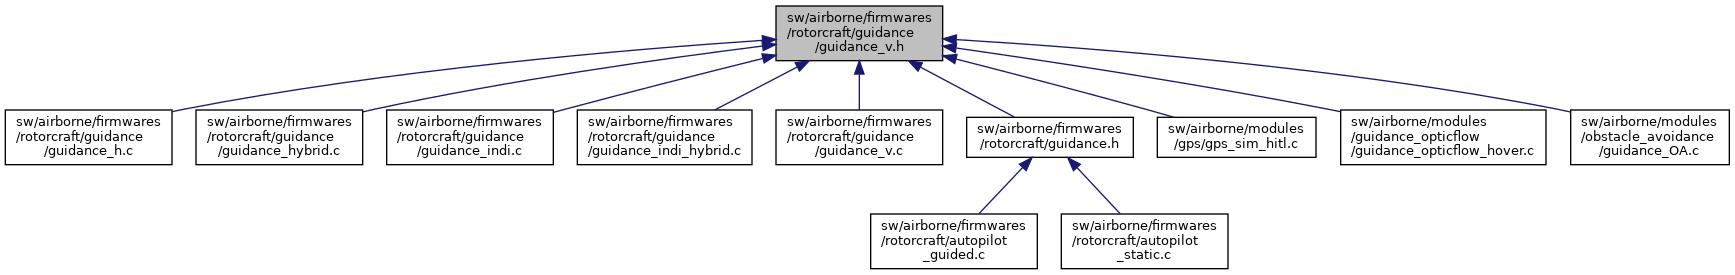 sw/airborne/firmwares
/rotorcraft/guidance
/guidance_v.h
sw/airborne/firmwares
/rotorcraft/guidance
/guidance_h.c
sw/airborne/firmwares
/rotorcraft/guidance
/guidance_hybrid.c
sw/airborne/firmwares
/rotorcraft/guidance
/guidance_indi.c
sw/airborne/firmwares
/rotorcraft/guidance
/guidance_indi_hybrid.c
sw/airborne/firmwares
/rotorcraft/guidance
/guidance_v.c
sw/airborne/firmwares
/rotorcraft/guidance.h
sw/airborne/modules
/gps/gps_sim_hitl.c
sw/airborne/modules
/guidance_opticflow
/guidance_opticflow_hover.c
sw/airborne/modules
/obstacle_avoidance
/guidance_OA.c
sw/airborne/firmwares
/rotorcraft/autopilot
_guided.c
sw/airborne/firmwares
/rotorcraft/autopilot
_static.c